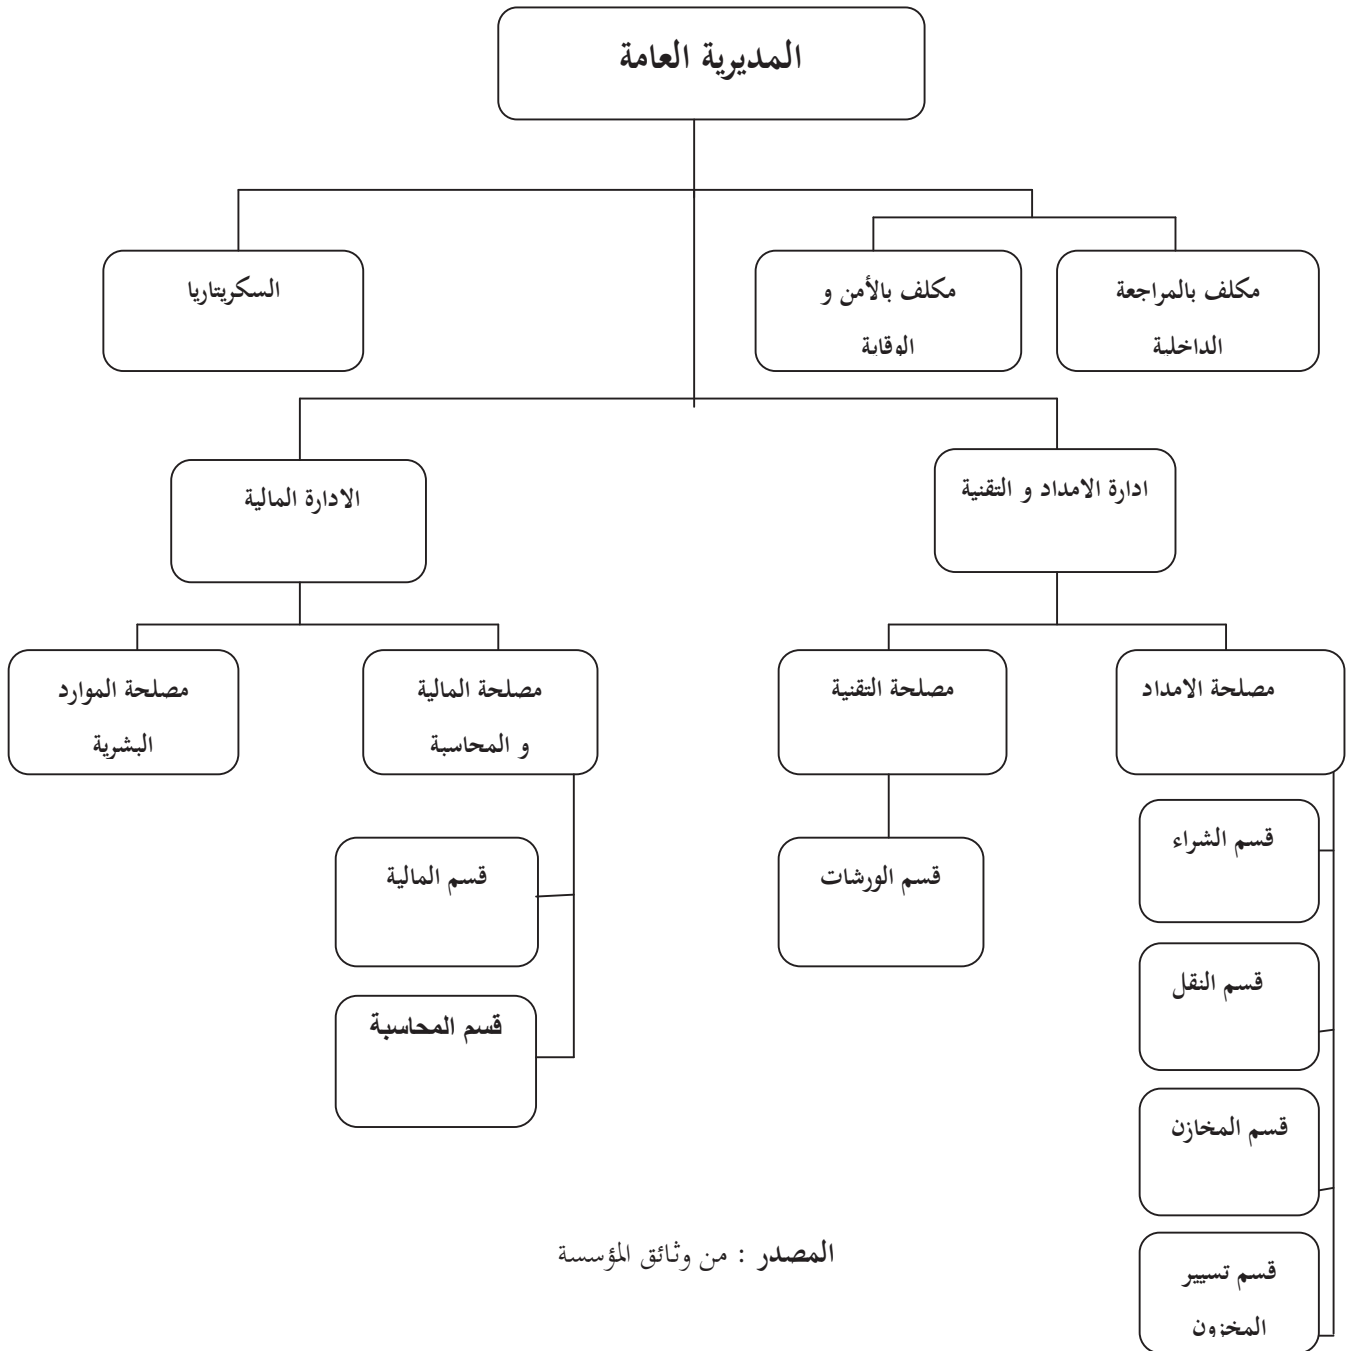 المديرية العامة
مكلف بالمراجعة
الداخلية
مكلف بالأمن و
الوقاية
السكريتاريا
ادارة الامداد و التقنية
الادارة المالية
مصلحة الامداد
مصلحة التقنية
مصلحة المالية
و المحاسبة
مصلحة الموارد
البشرية
قسم الشراء
قسم النقل
قسم المخازن
قسم تسيير
المخزون
قسم الورشات
قسم المالية
قسم المحاسبة
المصدر : من وثائق المؤسسة